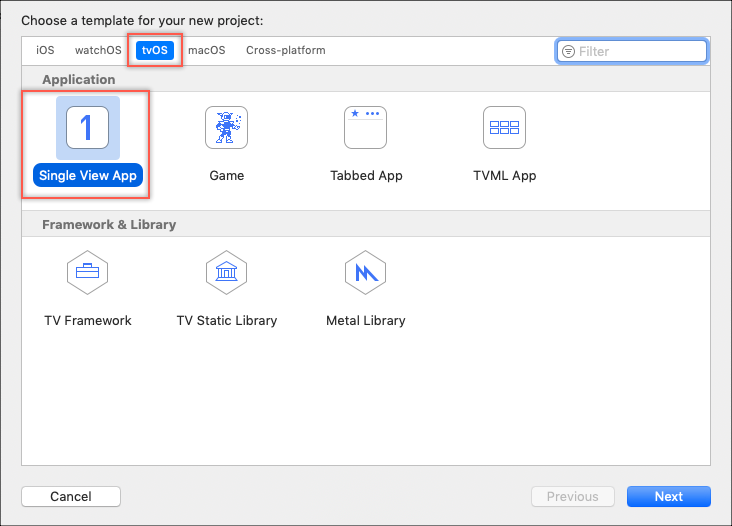 Choose a template for your new project:
iOS watchOS tvOS macOS Cross-platform Filter
Application
1
Single View App Game Tabbed App TVML App
Framework & Library
TV Framework TV Static Library Metal Library
Cancel Previous Next